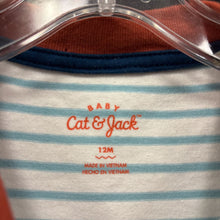 BABY
Cat & Jack
12M
MADE IN VIETNAM
HECHO EN VIETNAM